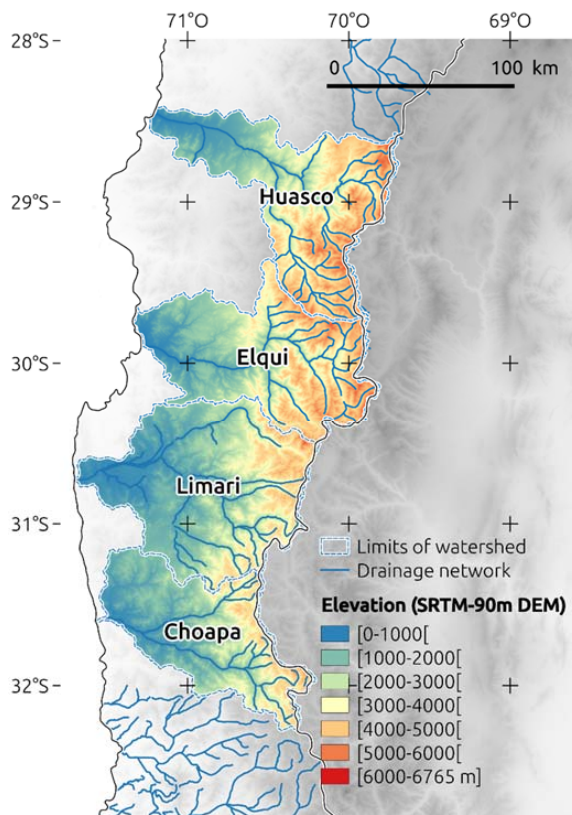 71°O 70°O 69°O
28°S
0 100 km
29°S
Huasco
30°S
Elqui
Limari
31°S
Limits of watershed
Drainage network
Elevation (SRTM-90m DEM)
Choapa
[0-1000[
[1000-2000[
32°S
[2000-3000[
[3000-4000[
[4000-5000[
[5000-6000[
[6000-6765 m]